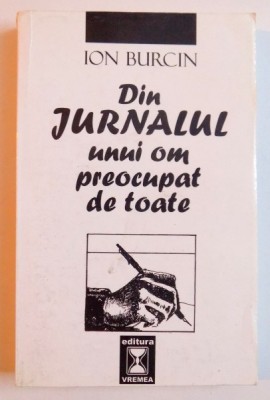 ION BURCIN
Din
JURNALUL
unui om
preocupat
de toate
editura
VREMEA